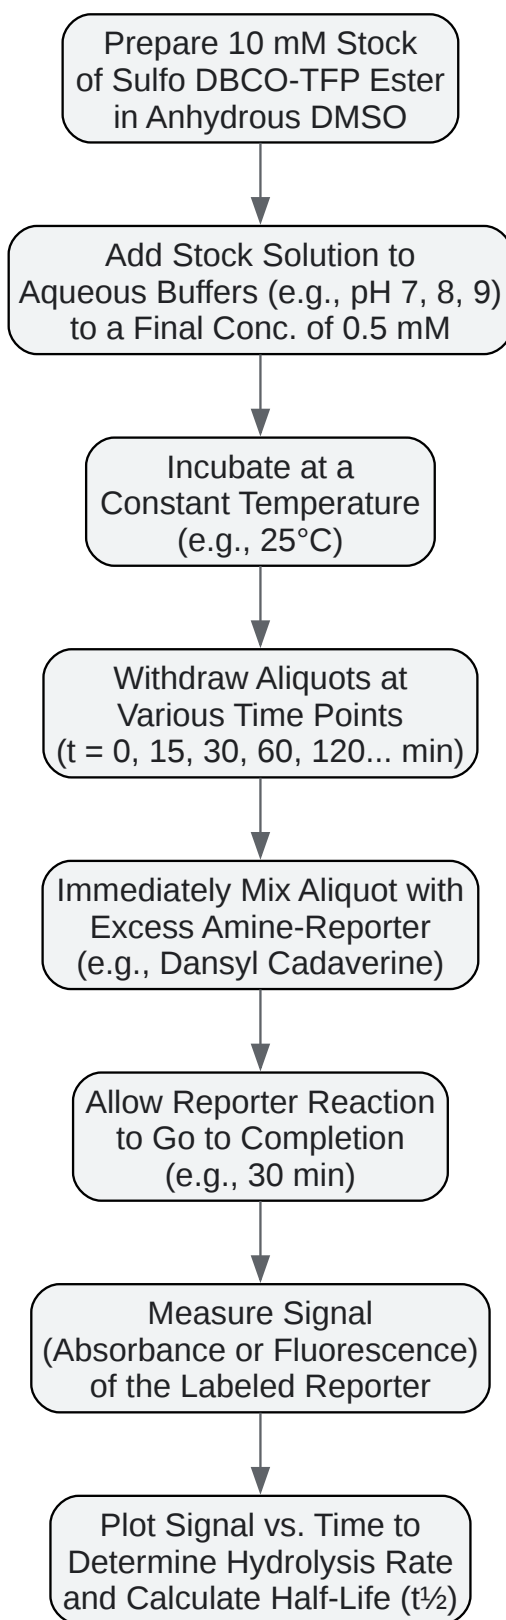 Prepare 10 mM Stock
of Sulfo DBCO-TFP Ester
in Anhydrous DMSO
Add Stock Solution to
Aqueous Buffers (e.g., pH 7, 8, 9)
to a Final Conc. of 0.5 mM
Incubate at a
Constant Temperature
(e.g., 25°C)
Withdraw Aliquots at
Various Time Points
(t = 0, 15, 30, 60, 120... min)
Immediately Mix Aliquot with
Excess Amine-Reporter
(e.g., Dansyl Cadaverine)
Allow Reporter Reaction
to Go to Completion
(e.g., 30 min)
Measure Signal
(Absorbance or Fluorescence)
of the Labeled Reporter
Plot Signal vs. Time to
Determine Hydrolysis Rate
and Calculate Half-Life (t½)